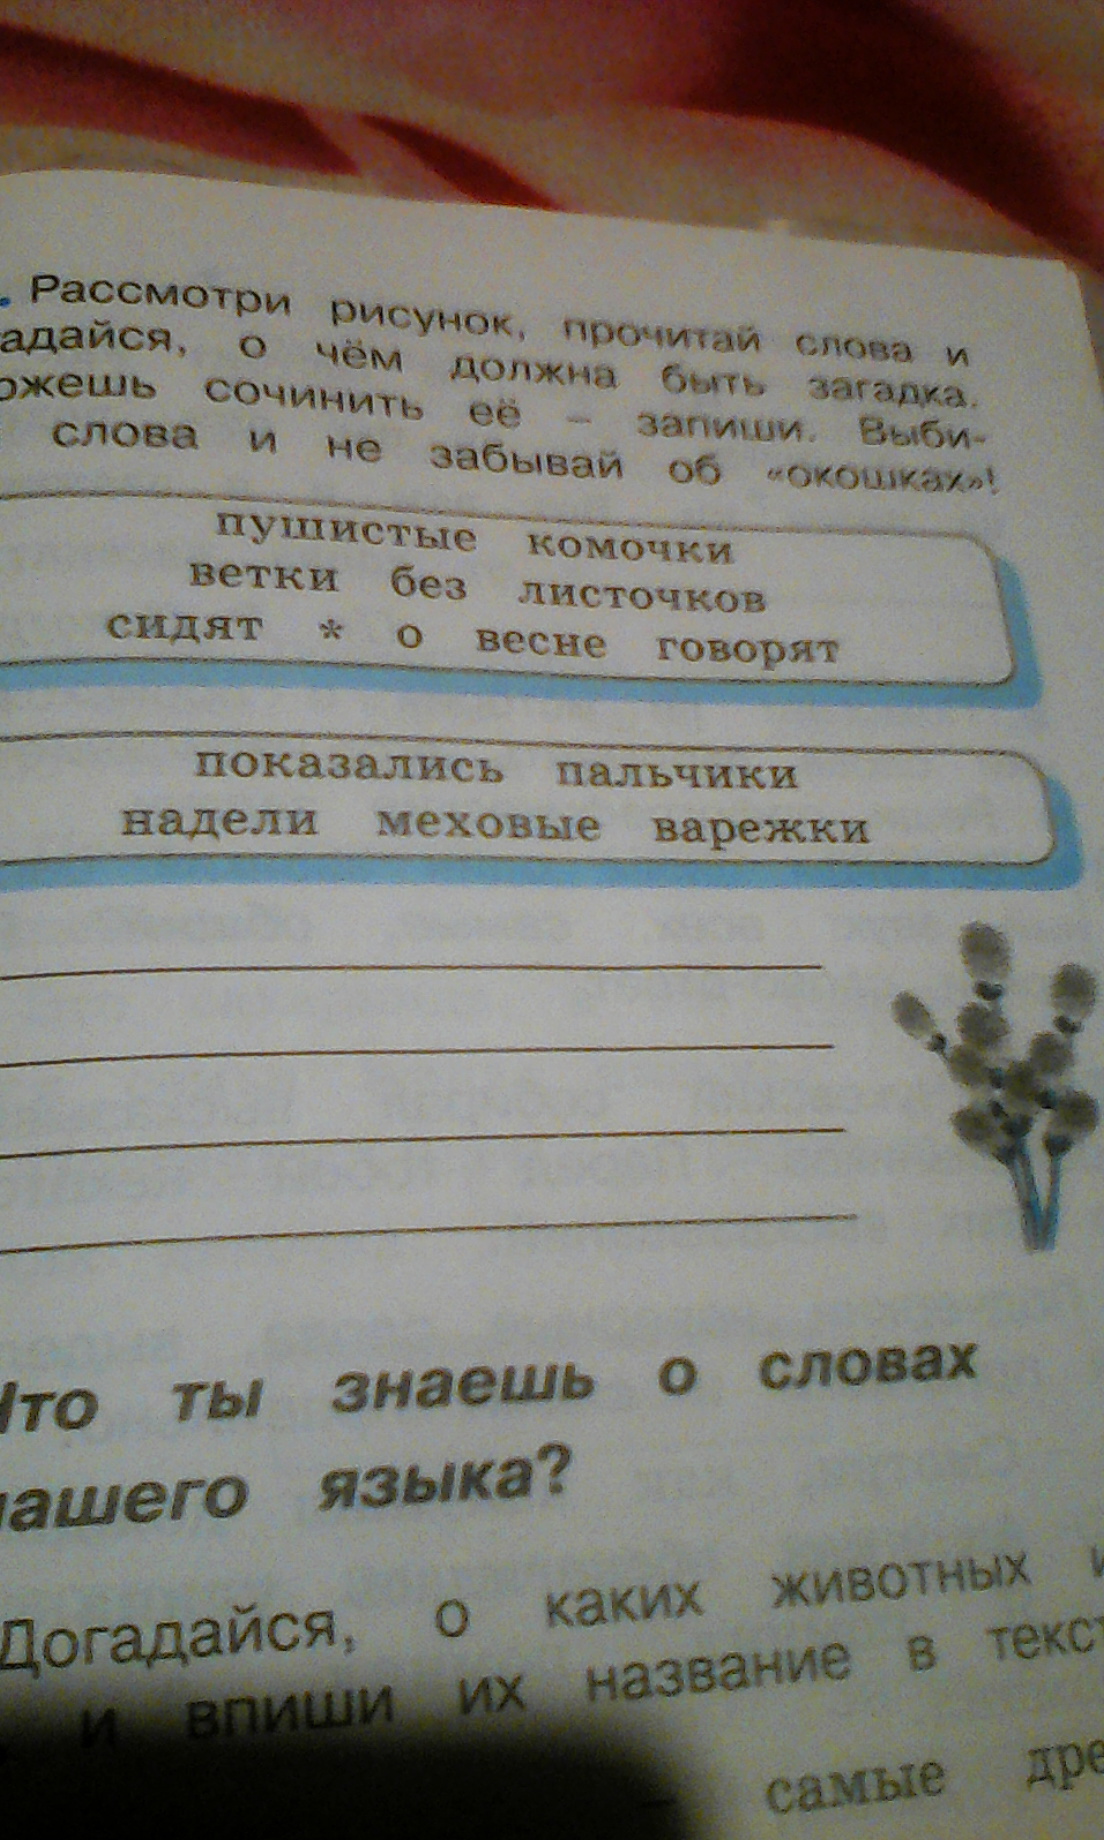 . Рассмотри рисунок, прочитай слова и
адайся, о чём должна быть загадка.
ожешь сочинить её – запиши. Выби-
слова и не забывай об «окошках»!
пушистые комочки
ветки без листочков
сидят * о весне говорят
показались пальчики
надели меховые варежки
Что ты знаешь о словах
нашего языка?
Догадайся, о каких животных и
и впиши их название в текст
– самые дре